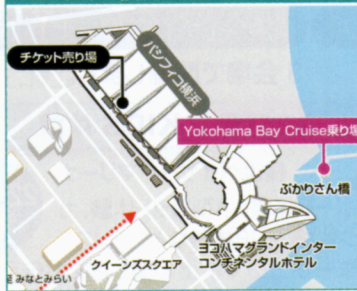 チケット売り場
パシフィコ横浜
Yokohama Bay Cruise乗り場
ぷかりさん橋
ヨコハマグランドインター
コンチネンタルホテル
クイーンズスクエア
至 みなとみらい